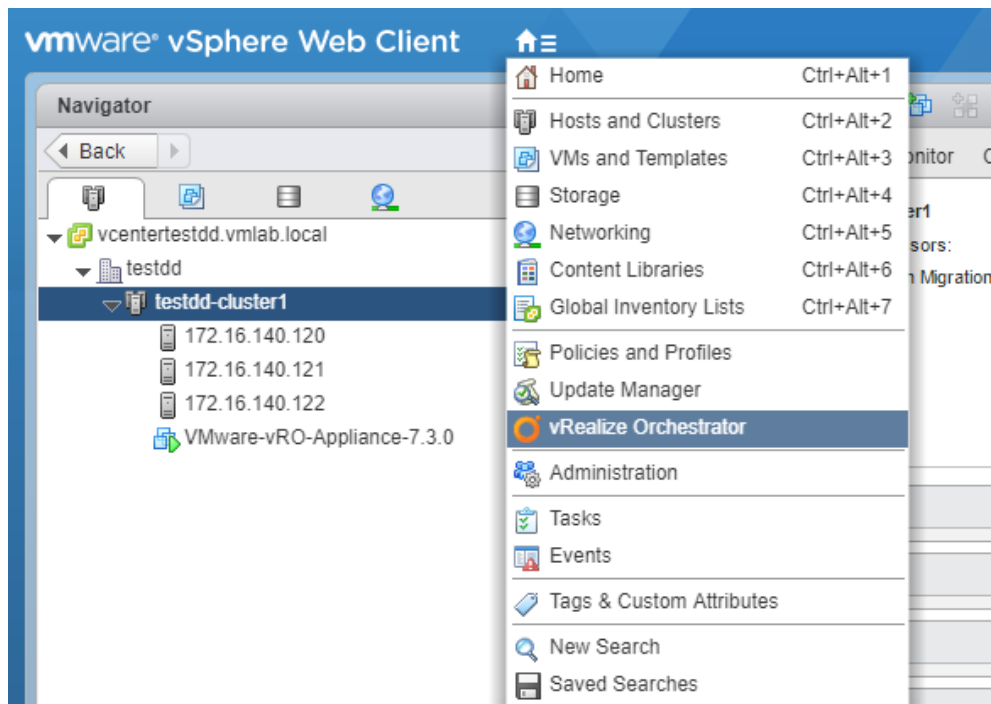 vmware® vSphere Web Client
Navigator
Back
vcentertestdd.vmlab.local
testdd
testdd-cluster1
172.16.140.120
172.16.140.121
172.16.140.122
VMware-vRO-Appliance-7.3.0
Home Ctrl+Alt+1
Hosts and Clusters Ctrl+Alt+2
VMs and Templates Ctrl+Alt+3
Storage Ctrl+Alt+4
Networking Ctrl+Alt+5
Content Libraries Ctrl+Alt+6
Global Inventory Lists Ctrl+Alt+7
Policies and Profiles
Update Manager
vRealize Orchestrator
Administration
Tasks
Events
Tags & Custom Attributes
New Search
Saved Searches
onitor
er1
sors:
Migration